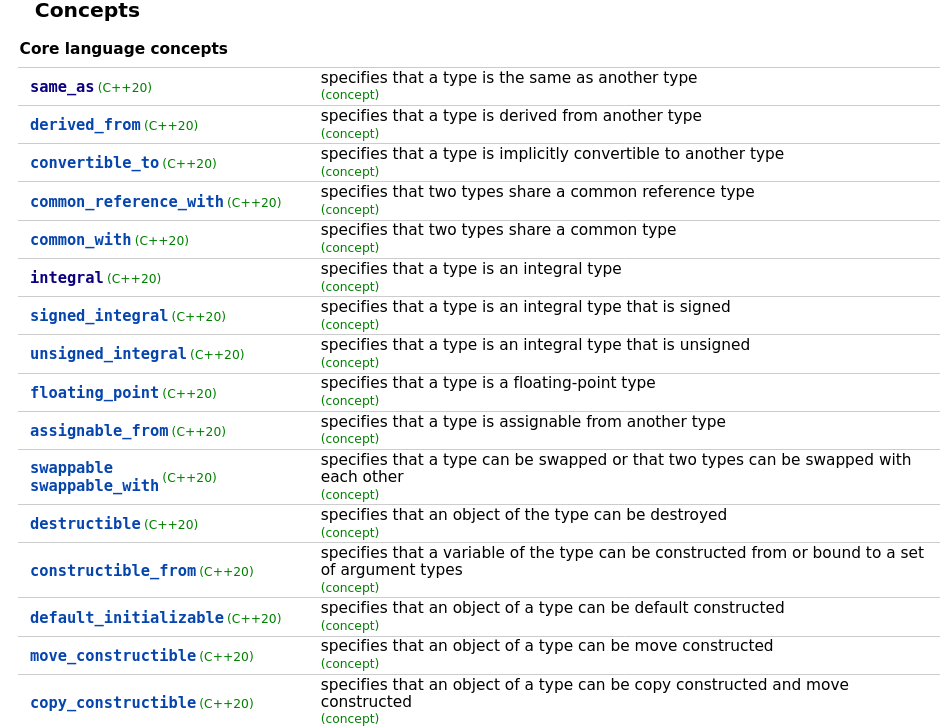 Concepts
Core language concepts
same_as (C++20)
specifies that a type is the same as another type
(concept)
derived_from (C++20)
specifies that a type is derived from another type
(concept)
convertible_to (C++20)
specifies that a type is implicitly convertible to another type
(concept)
common_reference_with (C++20)
specifies that two types share a common reference type
(concept)
common_with (C++20)
specifies that two types share a common type
(concept)
integral (C++20)
specifies that a type is an integral type
(concept)
signed_integral (C++20)
specifies that a type is an integral type that is signed
(concept)
unsigned_integral (C++20)
specifies that a type is an integral type that is unsigned
(concept)
floating_point (C++20)
specifies that a type is a floating-point type
(concept)
assignable_from (C++20)
specifies that a type is assignable from another type
(concept)
swappable
swappable_with (C++20)
specifies that a type can be swapped or that two types can be swapped with
each other
(concept)
destructible (C++20)
specifies that an object of the type can be destroyed
(concept)
constructible_from (C++20)
specifies that a variable of the type can be constructed from or bound to a set
of argument types
(concept)
default_initializable (C++20)
specifies that an object of a type can be default constructed
(concept)
move_constructible (C++20)
specifies that an object of a type can be move constructed
(concept)
copy_constructible (C++20)
specifies that an object of a type can be copy constructed and move
constructed
(concept)